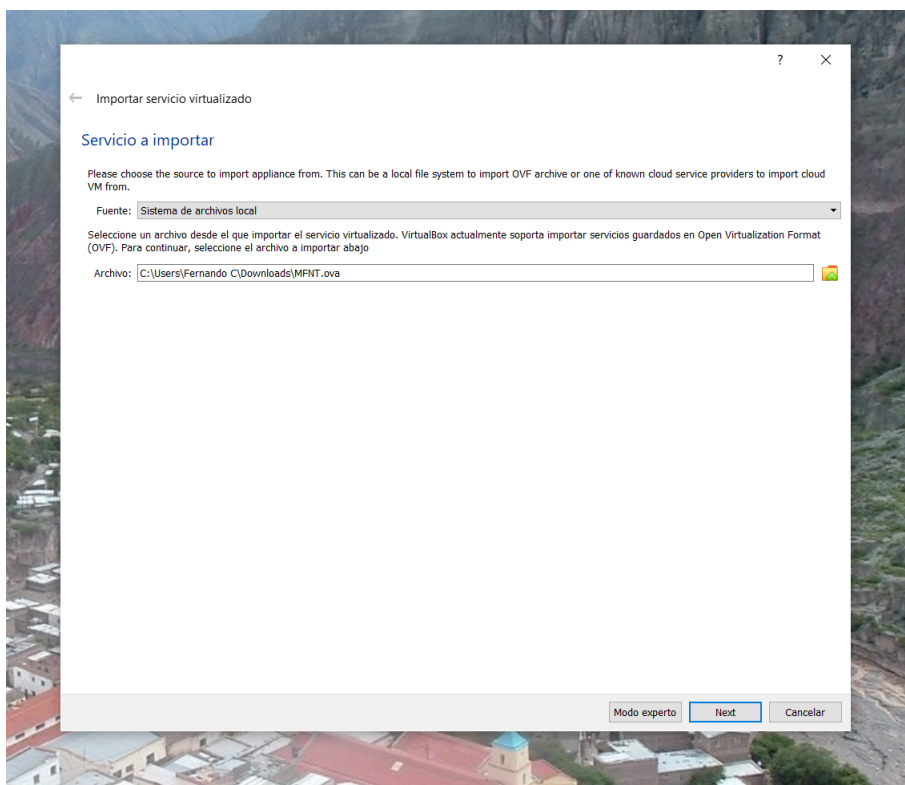 ?
Importar servicio virtualizado
Servicio a importar
Please choose the source to import appliance from. This can be a local file system to import OVF archive or one of known cloud service providers to import cloud
VM from.
Fuente: Sistema de archivos local
Seleccione un archivo desde el que importar el servicio virtualizado. VirtualBox actualmente soporta importar servicios guardados en Open Virtualization Format
(OVF). Para continuar, seleccione el archivo a importar abajo
Archivo: C:\Users\Fernando C\Downloads\MFNT.ova
Modo experto Next Cancelar